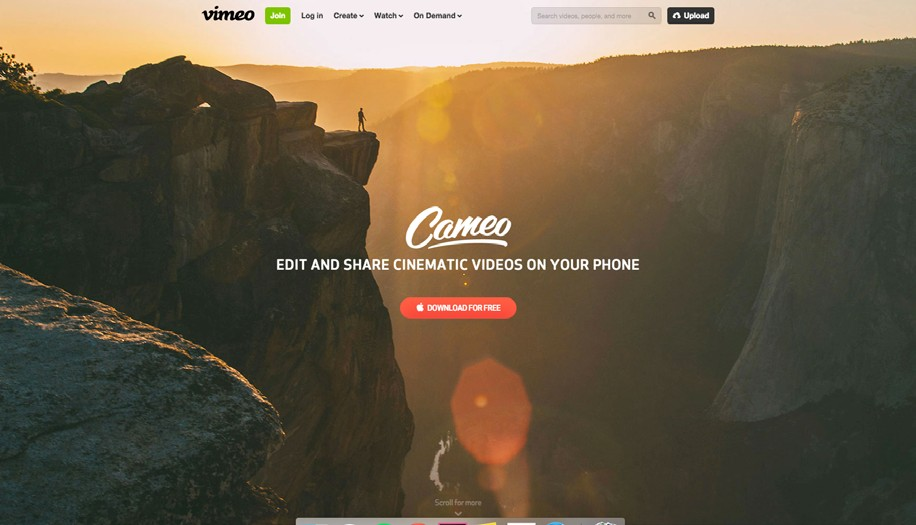 vimeo Join Log in Create Watch On Demand Search videos, people, and more Upload
Cameo
EDIT AND SHARE CINEMATIC VIDEOS ON YOUR PHONE
DOWNLOAD FOR FREE
Scroll for more